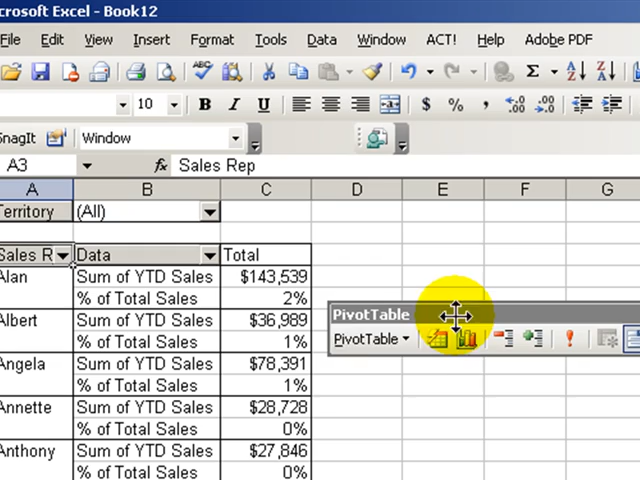 crosoft Excel - Book12
File Edit View Insert Format Tools Data Window ACT! Help Adobe PDF
ABC
10 B I U $ % , .00 .00
SnagIt Window
A3 fx Sales Rep
A B C D E F G
Territory (All)
Sales R Data Total
Alan Sum of YTD Sales $143,539
% of Total Sales 2%
Albert Sum of YTD Sales $36,989
% of Total Sales 1%
Angela Sum of YTD Sales $78,391
% of Total Sales 1%
Annette Sum of YTD Sales $28,728
% of Total Sales 0%
Anthony Sum of YTD Sales $27,846
% of Total Sales 0%
PivotTable
PivotTable